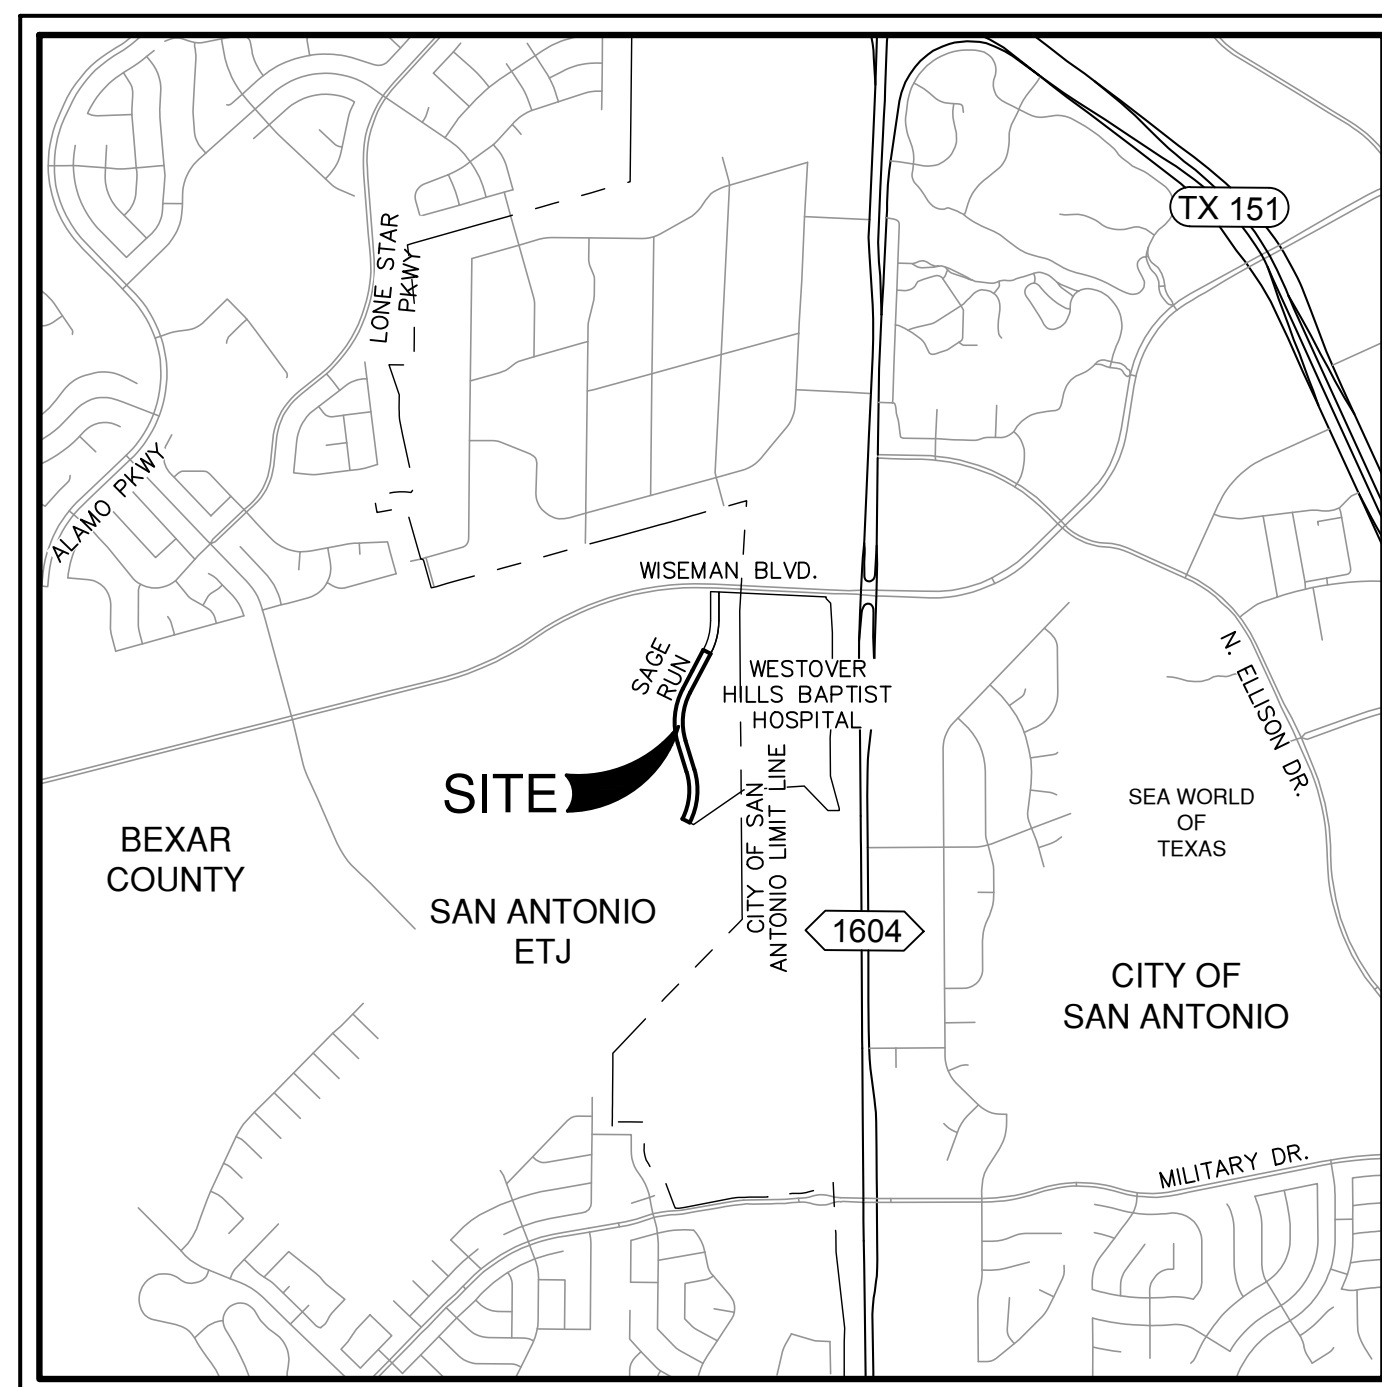 TX 151
LONE STAR
PKWY
ALAMO PKWY
WISEMAN BLVD.
SAGE
RUN
WESTOVER
HILLS BAPTIST
HOSPITAL
N. ELLISON DR.
SITE
CITY OF SAN
ANTONIO LIMIT LINE
SEA WORLD
OF
TEXAS
BEXAR
COUNTY
SAN ANTONIO
ETJ
1604
CITY OF
SAN ANTONIO
MILITARY DR.